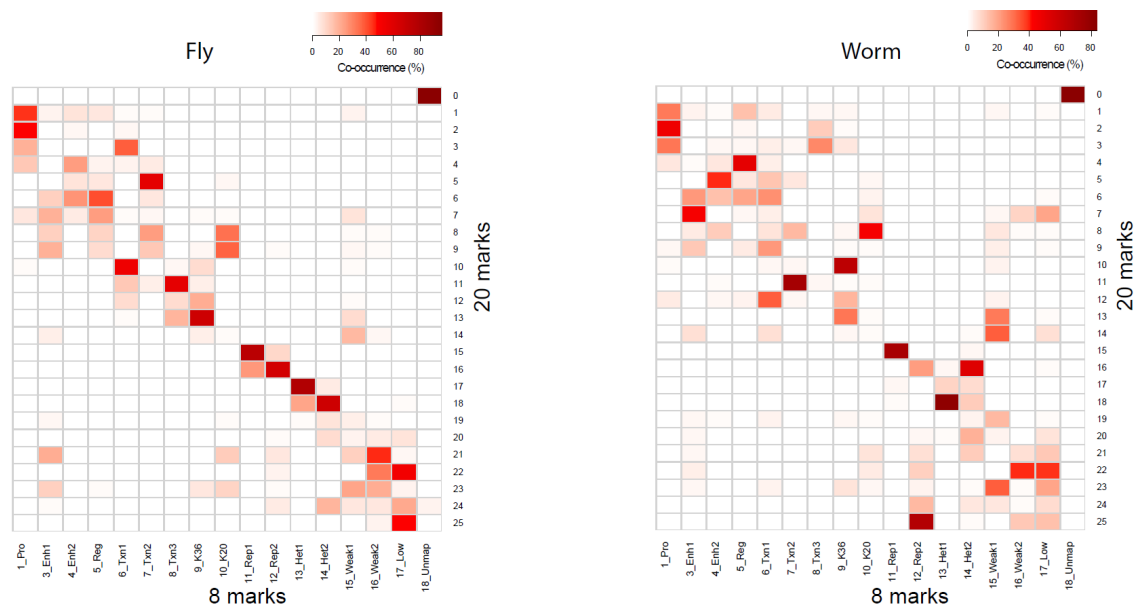 Fly
0 20 40 60 80
Co-occurrence (%)
0
1
2
3
4
5
6
7
8
9
10
11
12
13
14
15
16
17
18
19
20
21
22
23
24
25
20 marks
1_Pro
3_Enh1
4_Enh2
5_Reg
6_Txn1
7_Txn2
8_Txn3
9_K36
10_K20
11_Rep1
12_Rep2
13_Het1
14_Het2
15_Weak1
16_Weak2
17_Low
18_Unmap
8 marks
Worm
0 20 40 60 80
Co-occurrence (%)
0
1
2
3
4
5
6
7
8
9
10
11
12
13
14
15
16
17
18
19
20
21
22
23
24
25
20 marks
1_Pro
3_Enh1
4_Enh2
5_Reg
6_Txn1
7_Txn2
8_Txn3
9_K36
10_K20
11_Rep1
12_Rep2
13_Het1
14_Het2
15_Weak1
16_Weak2
17_Low
18_Unmap
8 marks